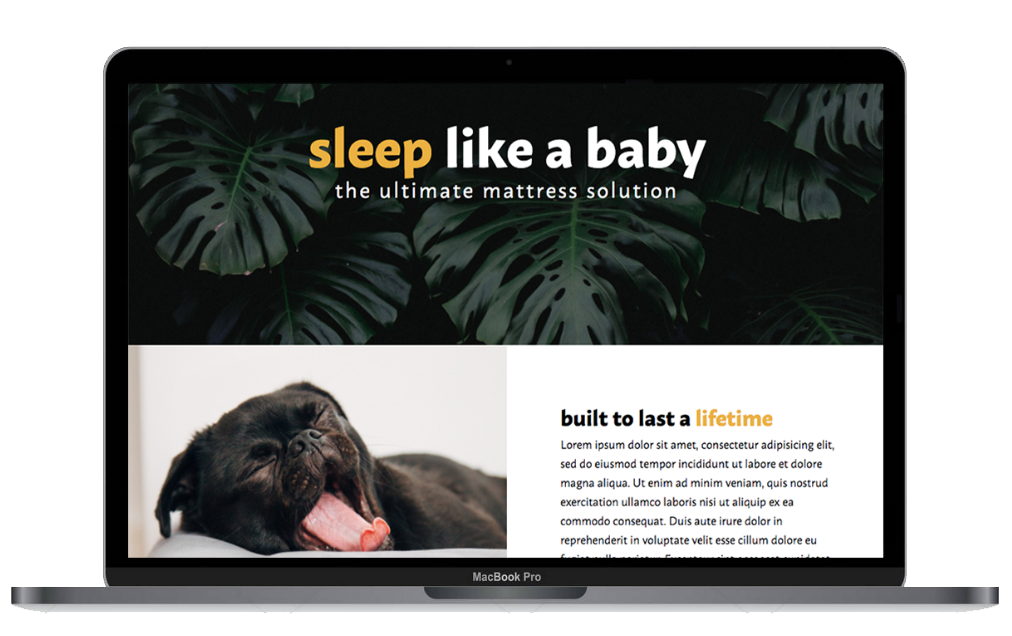 sleep like a baby
the ultimate mattress solution
built to last a lifetime
Lorem ipsum dolor sit amet, consectetur adipisicing elit,
sed do eiusmod tempor incididunt ut labore et dolore
magna aliqua. Ut enim ad minim veniam, quis nostrud
exercitation ullamco laboris nisi ut aliquip ex ea
commodo consequat. Duis aute irure dolor in
reprehenderit in voluptate velit esse cillum dolore eu
MacBook Pro